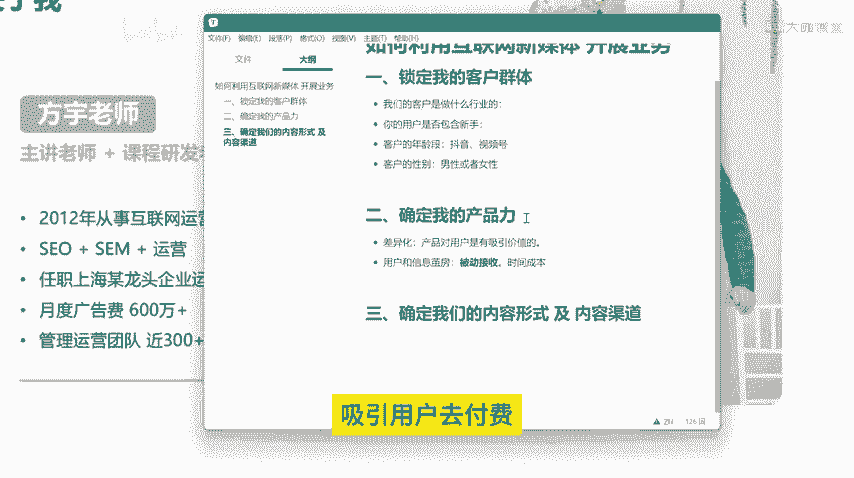 于我
方宇老师
主讲老师 + 课程研发
• 2012年从事互联网运营
• SEO + SEM + 运营
• 任职上海某龙头企业运
• 月度广告费 600万+
• 管理运营团队 近300+
T
文件(F) 编辑(E) 段落(P) 格式(O) 视图(V) 主题(T) 帮助(H)
文件 大纲
如何利用互联网新媒体 开展业务
一、锁定我的客户群体
二、确定我的产品力
三、确定我们的内容形式 及
内容渠道
如何利用互联网新媒体 开展业务
一、锁定我的客户群体
• 我们的客户是做什么行业的:
• 你的用户是否包含新手:
• 客户的年龄段: 抖音、视频号
• 客户的性别: 男性或者女性
二、确定我的产品力
• 差异化: 产品对用户是有吸引价值的。
• 用户和信息茧房: 被动接收。时间成本
三、确定我们的内容形式 及 内容渠道
126 词
吸引用户去付费